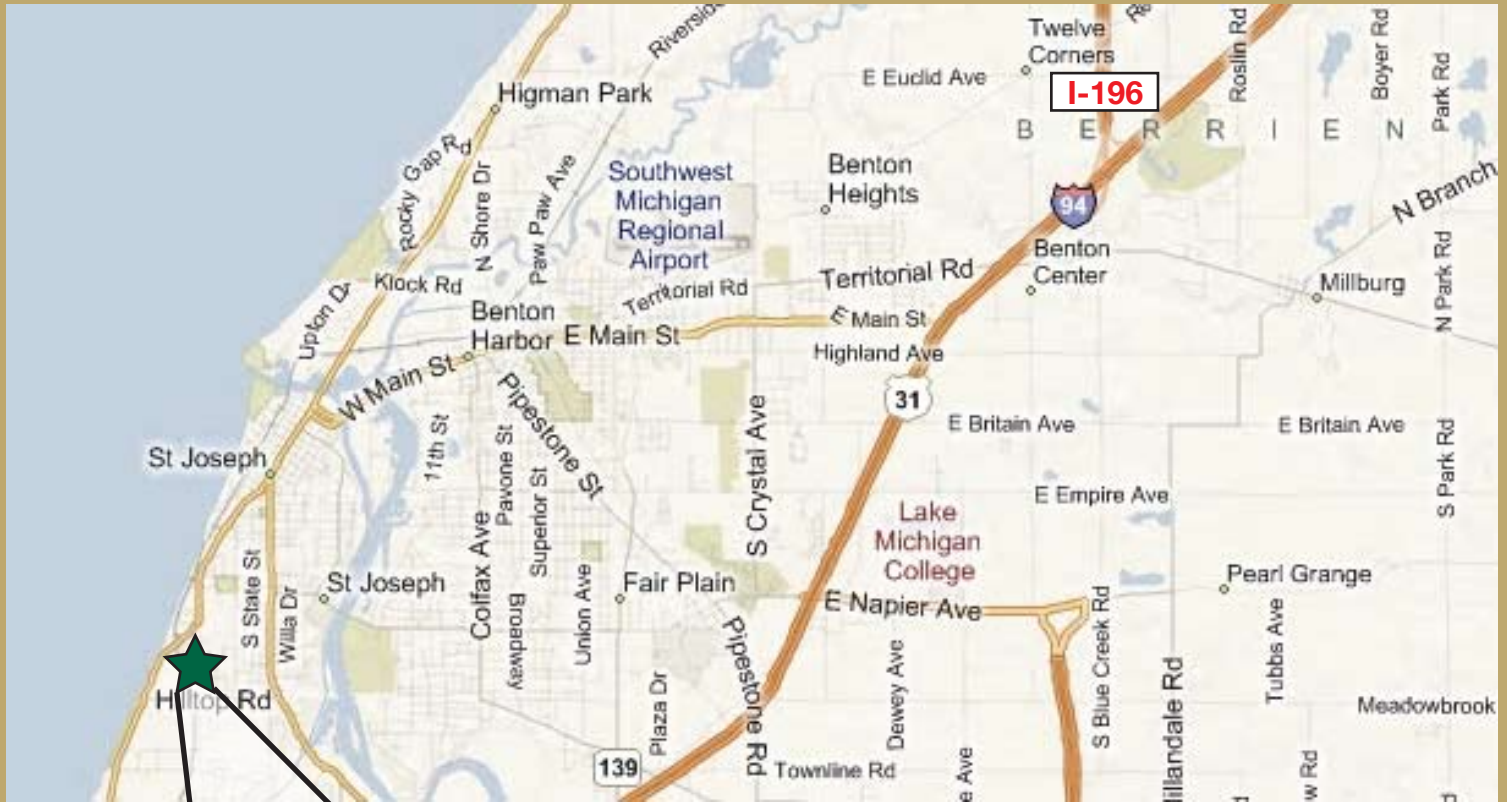 Twelve
Corners
Riverside
Re
Roslin Rd
Boyer Rd
Park Rd
E Euclid Ave
I-196
Higman Park
BERRIEN
Rocky Gap Rd
N Shore Dr
Paw Paw Ave
Southwest
Michigan
Regional
Airport
Benton
Heights
94
N Branch
Benton
Center
Territorial Rd
Territorial Rd
Klock Rd
Upton Dr
Millburg
N Park Rd
Benton
Harbor
E Main St
E Main St
Highland Ave
W Main St
31
Pipestone St
11th St
S Crystal Ave
E Britain Ave
E Britain Ave
St Joseph
Pavone St
Superior St
Colfax Ave
E Empire Ave
S Park Rd
Lake
Michigan
College
S State St
Willa Dr
St Joseph
Broadway
Union Ave
Fair Plain
E Napier Ave
Pearl Grange
S Blue Creek Rd
Tubbs Ave
Hilltop Rd
Plaza Dr
Pipestone Rd
Dewey Ave
Meadowbrook
139
Townline Rd
e Ave
illandale Rd
w Rd
d
d